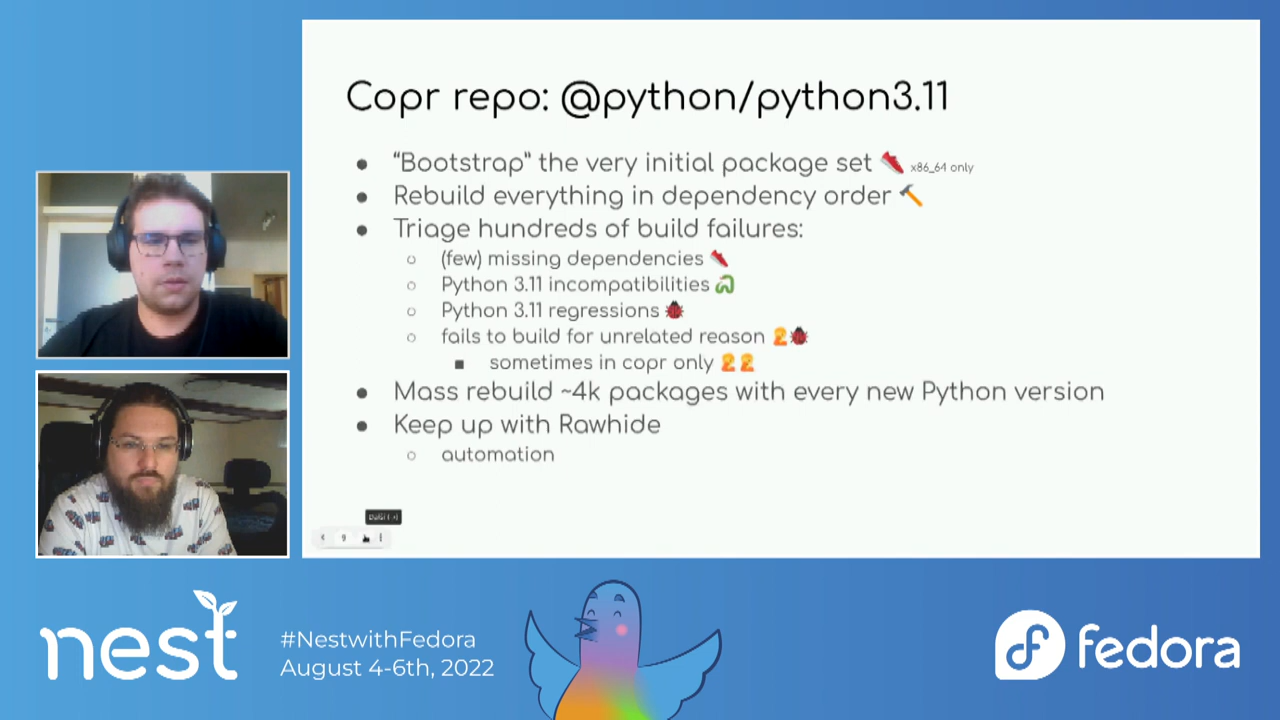 Copr repo: @python/python3.11
● “Bootstrap” the very initial package set 👟 x86_64 only
● Rebuild everything in dependency order 🔨
● Triage hundreds of build failures:
○ (few) missing dependencies 👟
○ Python 3.11 incompatibilities 🐍
○ Python 3.11 regressions 🐞
○ fails to build for unrelated reason 🤦🐞
■ sometimes in copr only 🤦🤦
● Mass rebuild ~4k packages with every new Python version
● Keep up with Rawhide
○ automation
9
nest
#NestwithFedora
August 4-6th, 2022
fedora